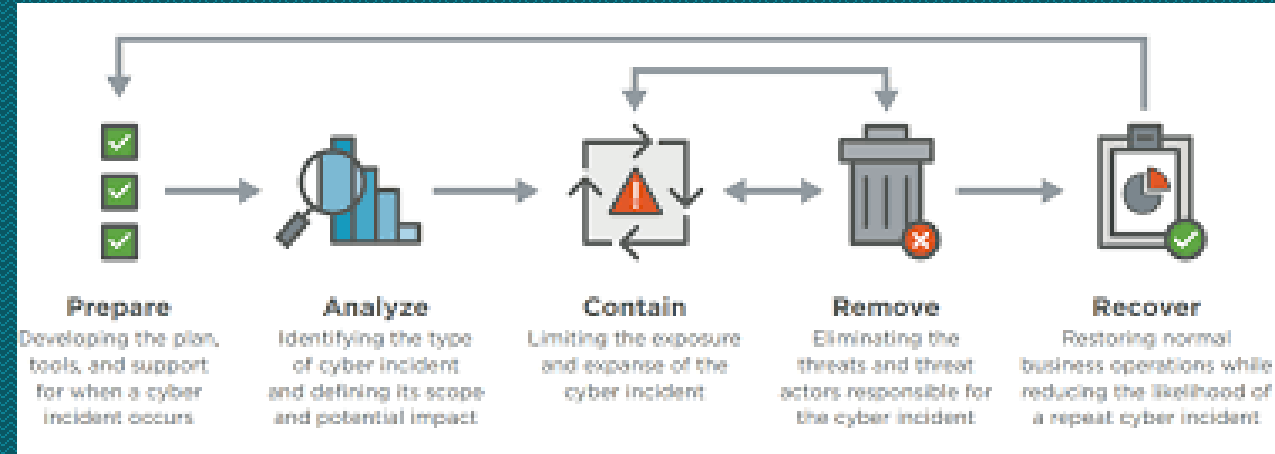 Prepare
Developing the plan,
tools, and support
for when a cyber
incident occurs
Analyze
Identifying the type
of cyber incident
and defining its scope
and potential impact
Contain
Limiting the exposure
and expanse of the
cyber incident
Remove
Eliminating the
threats and threat
actors responsible for
the cyber incident
Recover
Restoring normal
business operations while
reducing the likelihood of
a repeat cyber incident